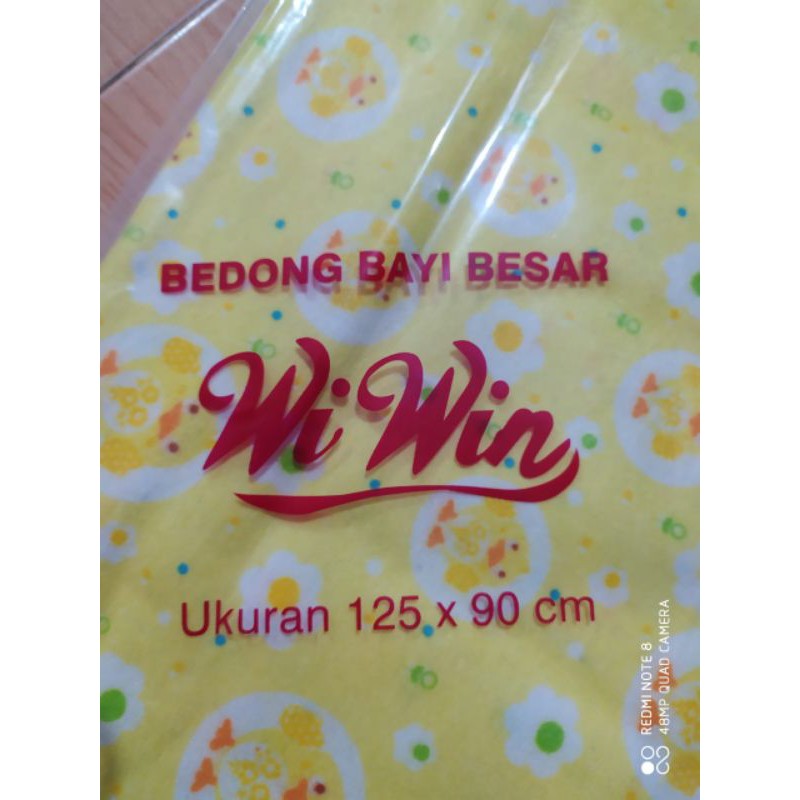 BEDONG BAYI BESAR
Wi Win
Ukuran 125 x 90 cm
REDMI NOTE 8
48MP QUAD CAMERA